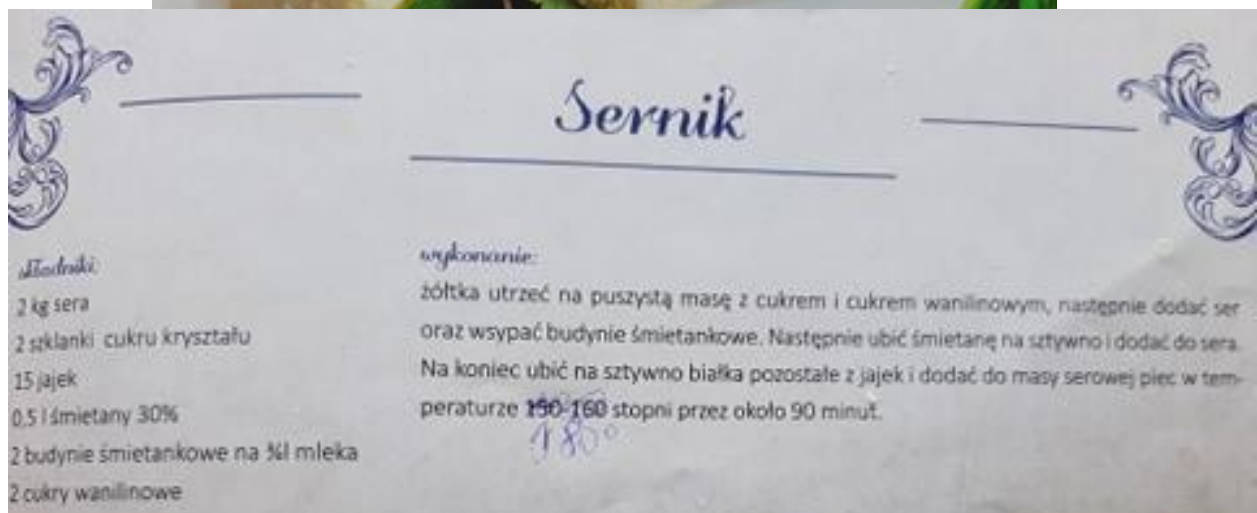 Sernik
składniki:
2 kg sera
2 szklanki cukru kryształu
15 jajek
0,5 l śmietany 30%
2 budynie śmietankowe na ¾l mleka
2 cukry wanilinowe
wykonanie:
żółtka utrzeć na puszystą masę z cukrem i cukrem wanilinowym, następnie dodać ser
oraz wsypać budynie śmietankowe. Następnie ubić śmietanę na sztywno i dodać do sera.
Na koniec ubić na sztywno białka pozostałe z jajek i dodać do masy serowej piec w tem-
peraturze 150-160 stopni przez około 90 minut.
180°